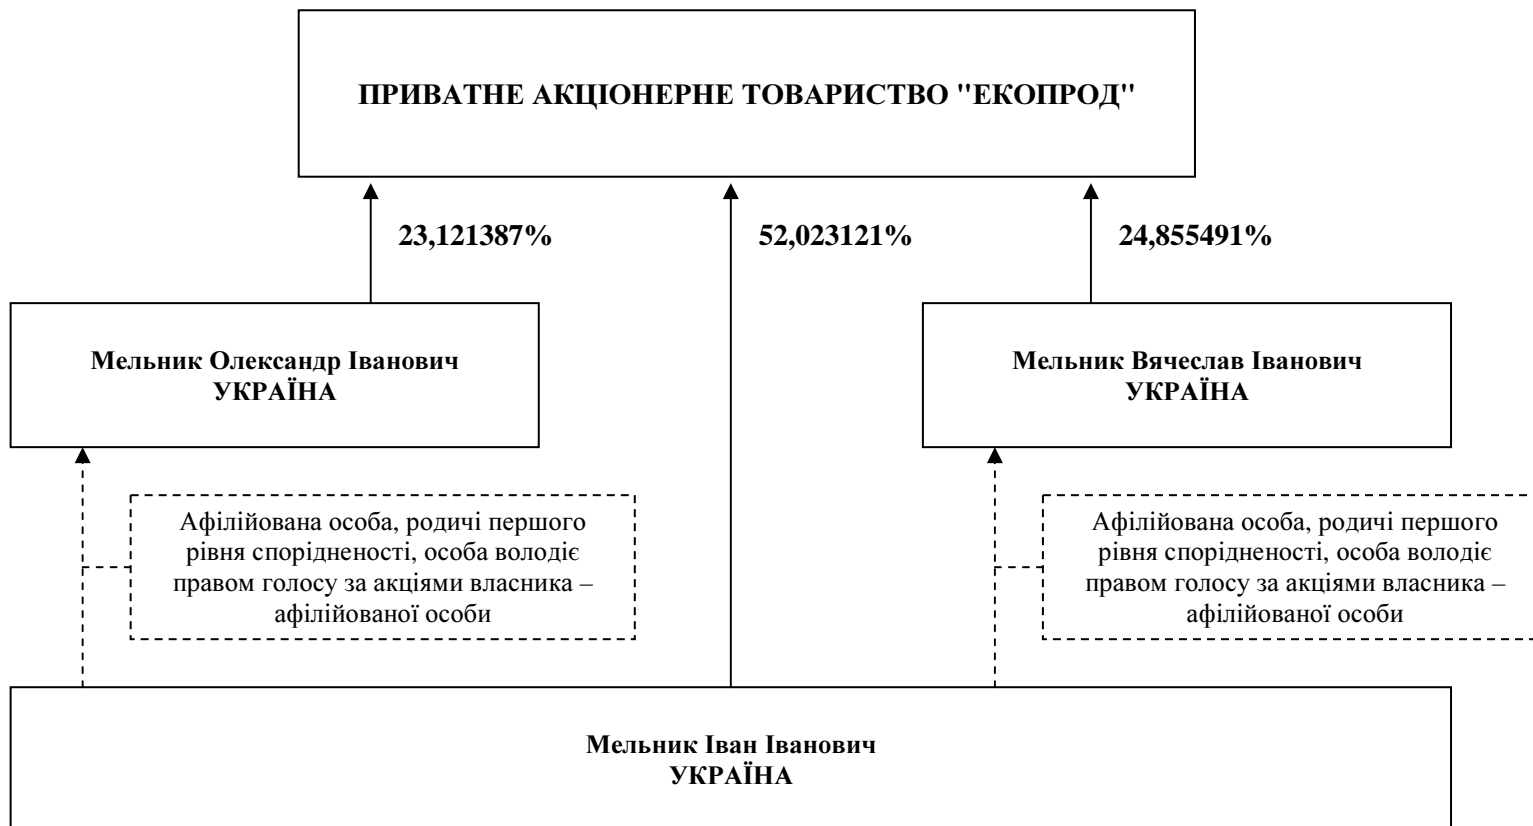 ПРИВАТНЕ АКЦІОНЕРНЕ ТОВАРИСТВО "ЕКОПРОД"
23,121387%
52,023121%
24,855491%
Мельник Олександр Іванович
УКРАЇНА
Мельник Вячеслав Іванович
УКРАЇНА
Афілійована особа, родичі першого
рівня спорідненості, особа володіє
правом голосу за акціями власника –
афілійованої особи
Афілійована особа, родичі першого
рівня спорідненості, особа володіє
правом голосу за акціями власника –
афілійованої особи
Мельник Іван Іванович
УКРАЇНА